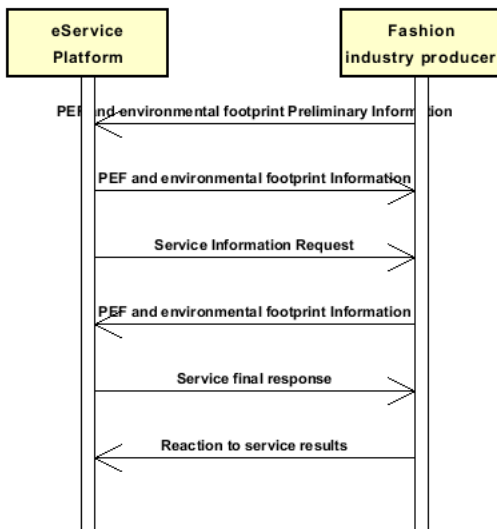 eService
Platform
Fashion
industry producer
PEF and environmental footprint Preliminary Information
PEF and environmental footprint Information
Service Information Request
PEF and environmental footprint Information
Service final response
Reaction to service results